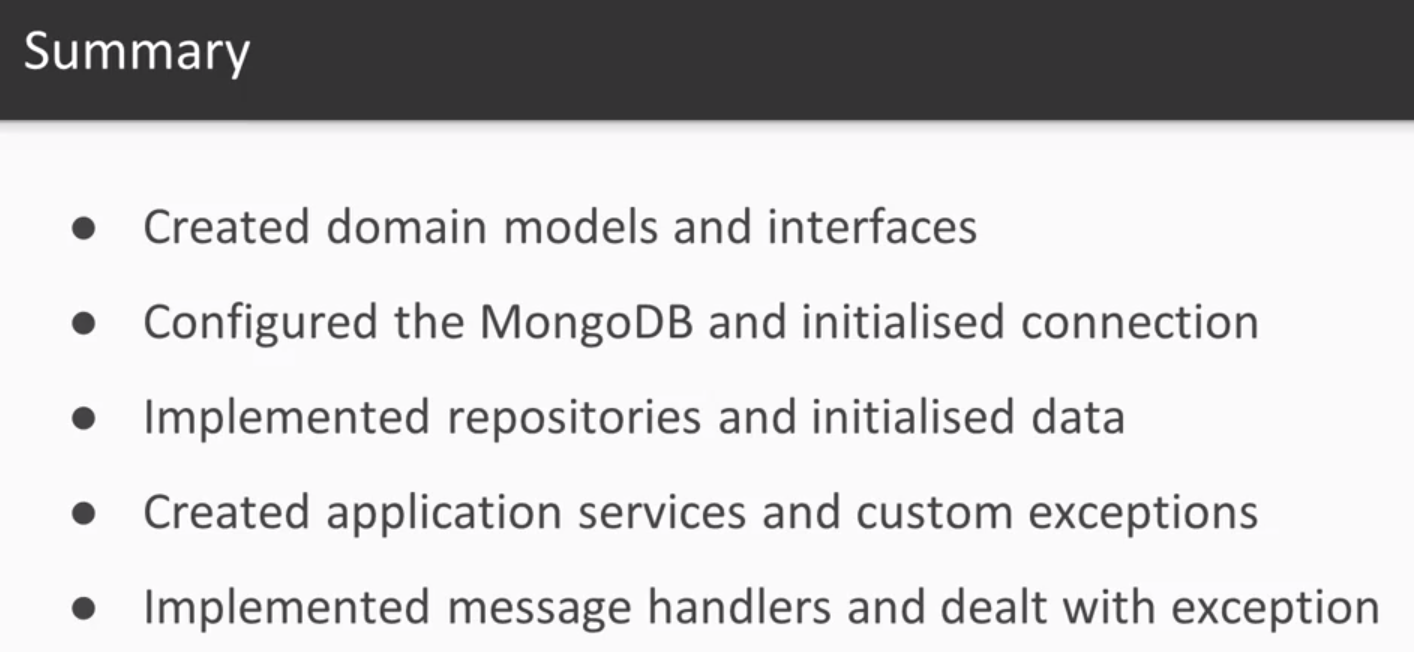 Summary
● Created domain models and interfaces
● Configured the MongoDB and initialised connection
● Implemented repositories and initialised data
● Created application services and custom exceptions
● Implemented message handlers and dealt with exception